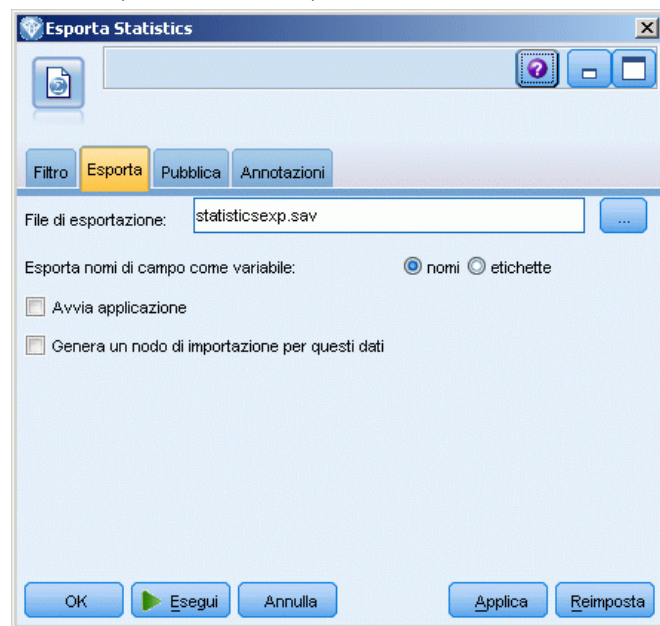 Esporta Statistics
Filtro Esporta Pubblica Annotazioni
File di esportazione: statisticsexp.sav ...
Esporta nomi di campo come variabile: nomi etichette
Avvia applicazione
Genera un nodo di importazione per questi dati
OK Esegui Annulla Applica Reimposta